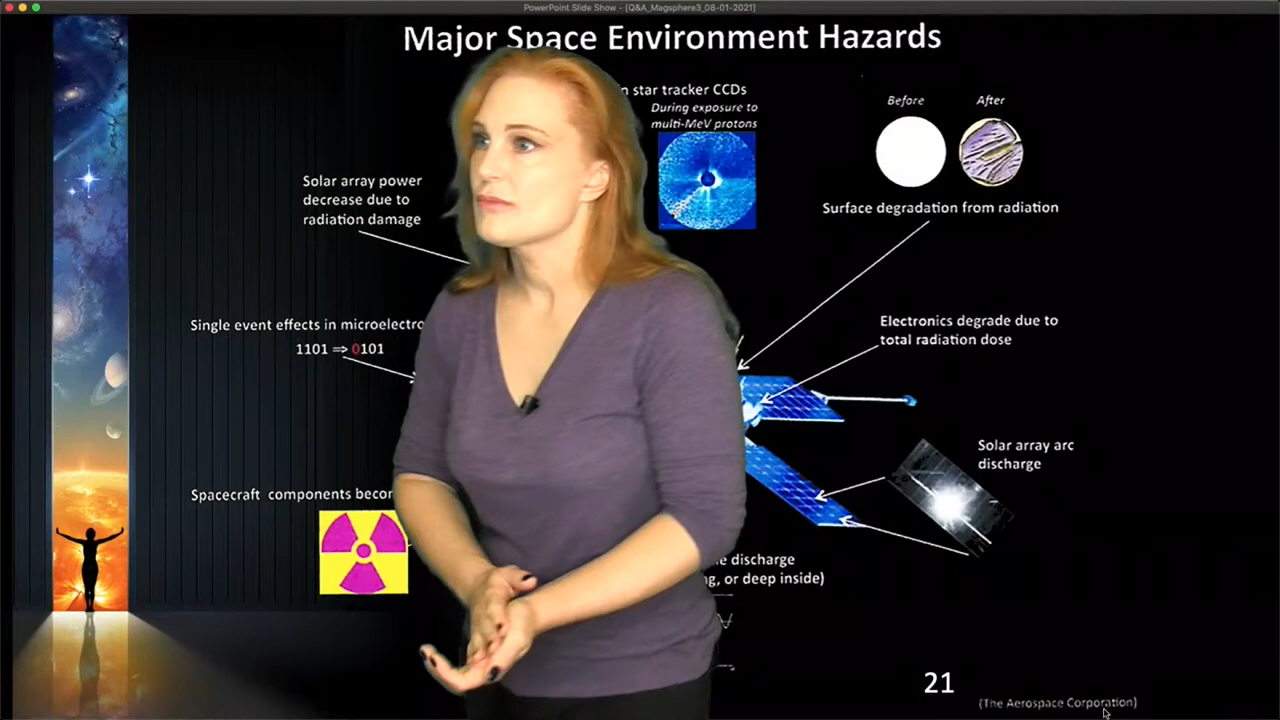 PowerPoint Slide Show - [Q&A_Magsphere3_08-01-2021]
Major Space Environment Hazards
in star tracker CCDs
During exposure to
multi-MeV protons
Before
After
Solar array power
decrease due to
radiation damage
Surface degradation from radiation
Single event effects in microelectro
1101 => 0101
Electronics degrade due to
total radiation dose
Solar array arc
discharge
Spacecraft components becom
discharge
or deep inside)
21
(The Aerospace Corporation)